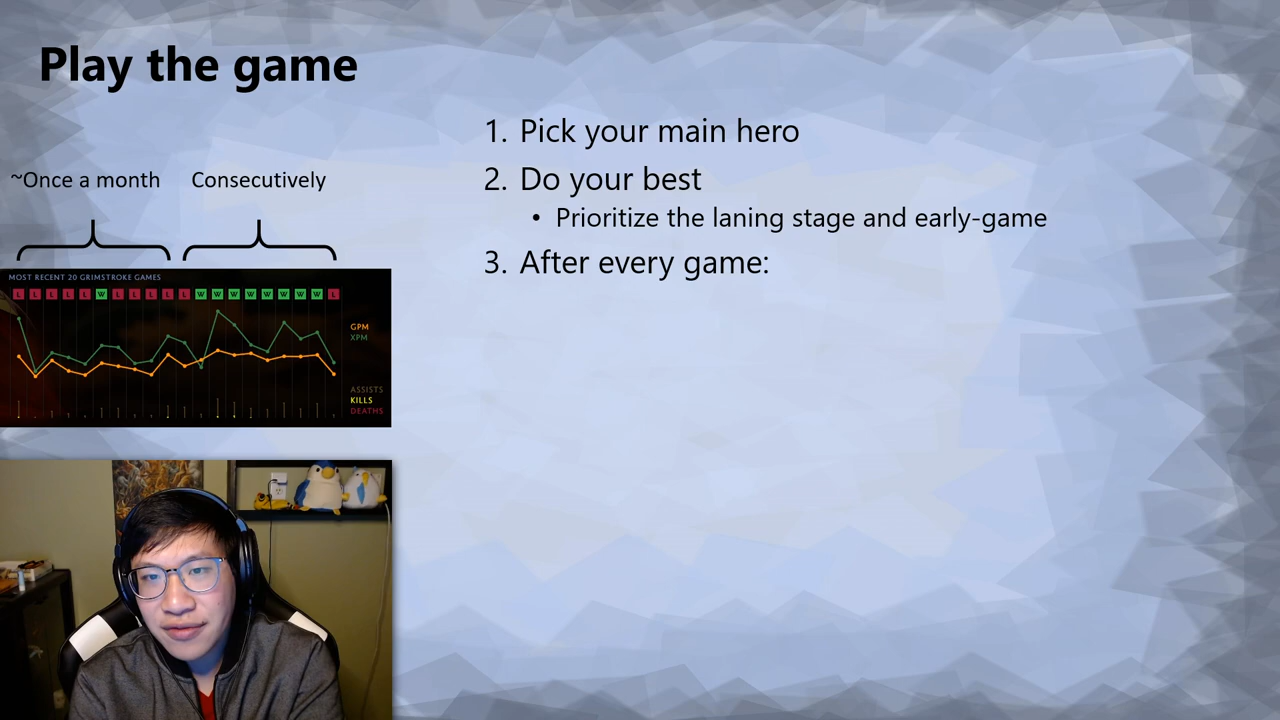 Play the game
~Once a month
Consecutively
MOST RECENT 20 GRIMSTROKE GAMES
L L L L L W L L L L L W W W W W W W W L
GPM
XPM
ASSISTS
KILLS
DEATHS
1. Pick your main hero
2. Do your best
• Prioritize the laning stage and early-game
3. After every game: